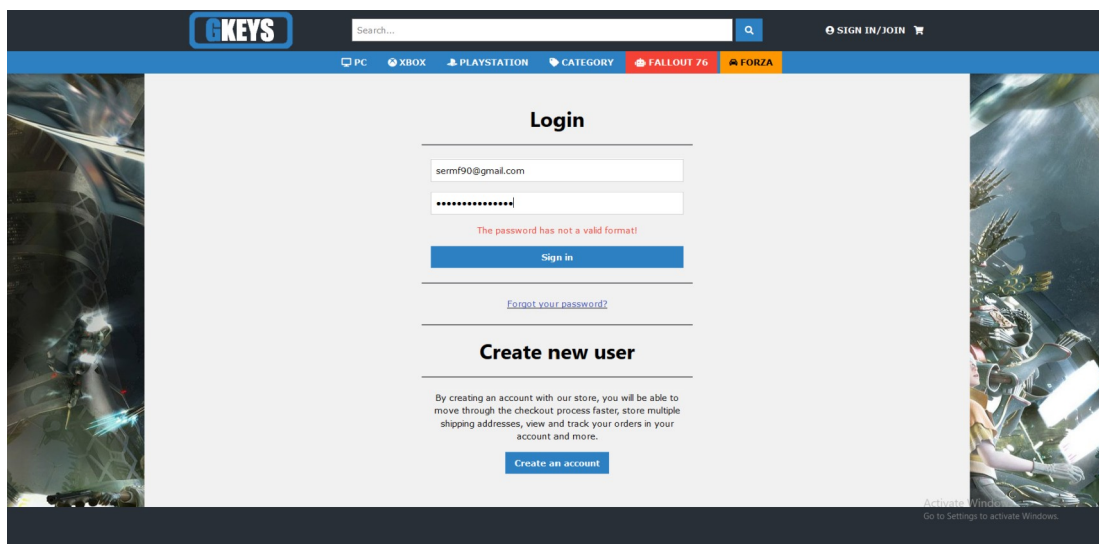 GKEYS
Search...
SIGN IN/JOIN
PC XBOX PLAYSTATION CATEGORY FALLOUT 76 FORZA
Login
sermf90@gmail.com
•••••••••••••••
The password has not a valid format!
Sign in
Forgot your password?
Create new user
By creating an account with our store, you will be able to
move through the checkout process faster, store multiple
shipping addresses, view and track your orders in your
account and more.
Create an account
Activate Windows
Go to Settings to activate Windows.